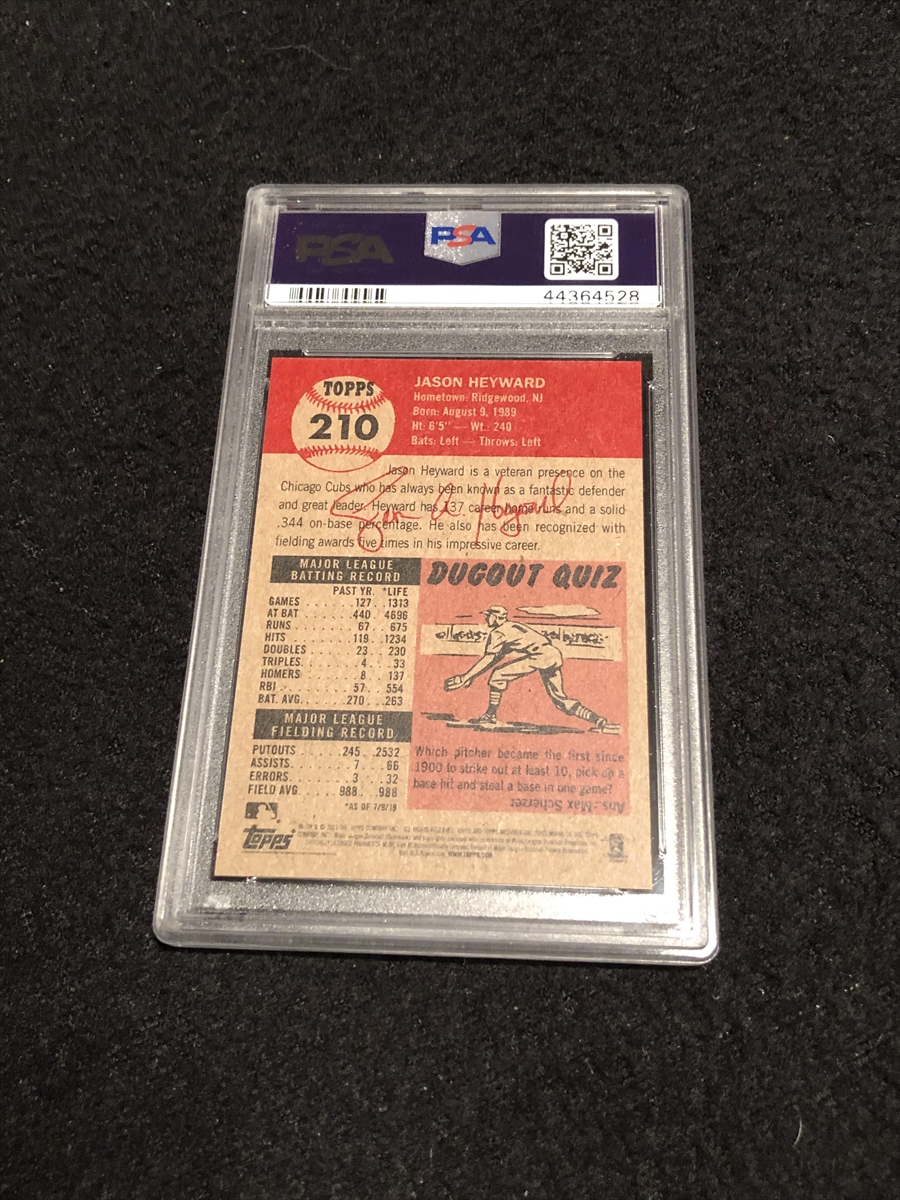 PSA
PSA
44364528
TOPPS
210
JASON HEYWARD
Hometown: Ridgewood, NJ
Born: August 9, 1989
Ht: 6'5" — Wt: 240
Bats: Left — Throws: Left
Jason Heyward is a veteran presence on the
Chicago Cubs who has always been known as a fantastic defender
and great leader. Heyward has 137 career home runs and a solid
.344 on-base percentage. He also has been recognized with
fielding awards five times in his impressive career.
MAJOR LEAGUE
BATTING RECORD
PAST YR. *LIFE
GAMES ...... 127 .. 1313
AT BAT ...... 440 .. 4696
RUNS ....... 67 ... 675
HITS ....... 119 .. 1234
DOUBLES ..... 23 ... 230
TRIPLES ...... 4 .... 33
HOMERS ...... 8 ... 137
RBI ........ 57 ... 554
BAT. AVG. .... .270 .. .263
MAJOR LEAGUE
FIELDING RECORD
PUTOUTS ..... 245 .. 2532
ASSISTS ...... 7 .... 66
ERRORS ...... 3 .... 32
FIELD AVG. .... .988 .. .988
*AS OF 7/9/19
DUGOUT QUIZ
Which pitcher became the first since
1900 to strike out at least 10, pick up a
base hit and steal a base in one game?
Ans.: Max Scherzer
Topps
WWW.TOPPS.COM